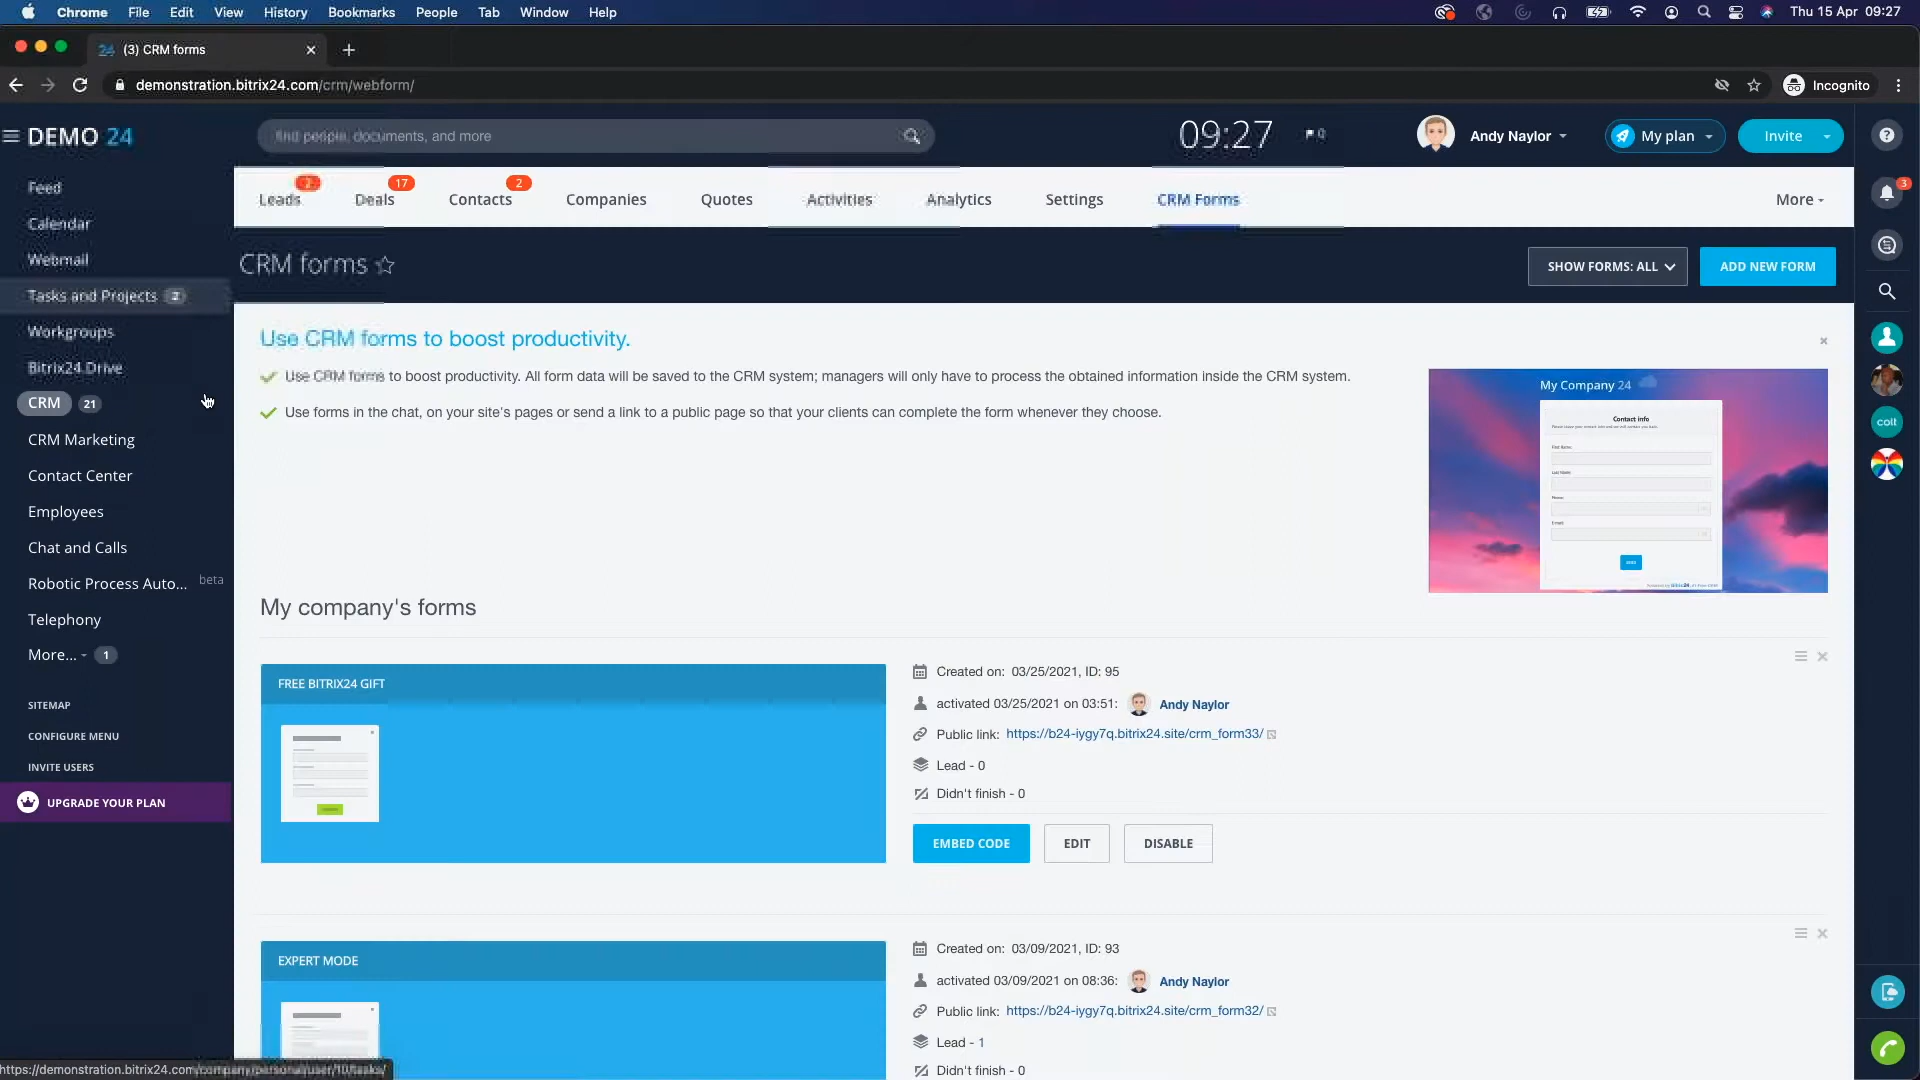 Chrome File Edit View History Bookmarks People Tab Window Help Thu 15 Apr 09:27
24 (3) CRM forms
demonstration.bitrix24.com/crm/webform/ Incognito
DEMO 24 find people, documents, and more 09:27 0 Andy Naylor My plan Invite
3
Feed
Calendar
Webmail
Tasks and Projects 2
Workgroups
Bitrix24.Drive
CRM 21
CRM Marketing
Contact Center
Employees
Chat and Calls
Robotic Process Auto... beta
Telephony
More... 1
SITEMAP
CONFIGURE MENU
INVITE USERS
UPGRADE YOUR PLAN
Leads Deals 17 Contacts 2 Companies Quotes Activities Analytics Settings CRM Forms More
CRM forms SHOW FORMS: ALL ADD NEW FORM
Use CRM forms to boost productivity.
Use CRM forms to boost productivity. All form data will be saved to the CRM system; managers will only have to process the obtained information inside the CRM system.
Use forms in the chat, on your site's pages or send a link to a public page so that your clients can complete the form whenever they choose.
My Company 24
Contact info
colt
My company's forms
FREE BITRIX24 GIFT
Created on: 03/25/2021, ID: 95
activated 03/25/2021 on 03:51: Andy Naylor
Public link: https://b24-iygy7q.bitrix24.site/crm_form33/
Lead - 0
Didn't finish - 0
EMBED CODE EDIT DISABLE
EXPERT MODE
Created on: 03/09/2021, ID: 93
activated 03/09/2021 on 08:36: Andy Naylor
Public link: https://b24-iygy7q.bitrix24.site/crm_form32/
Lead - 1
Didn't finish - 0